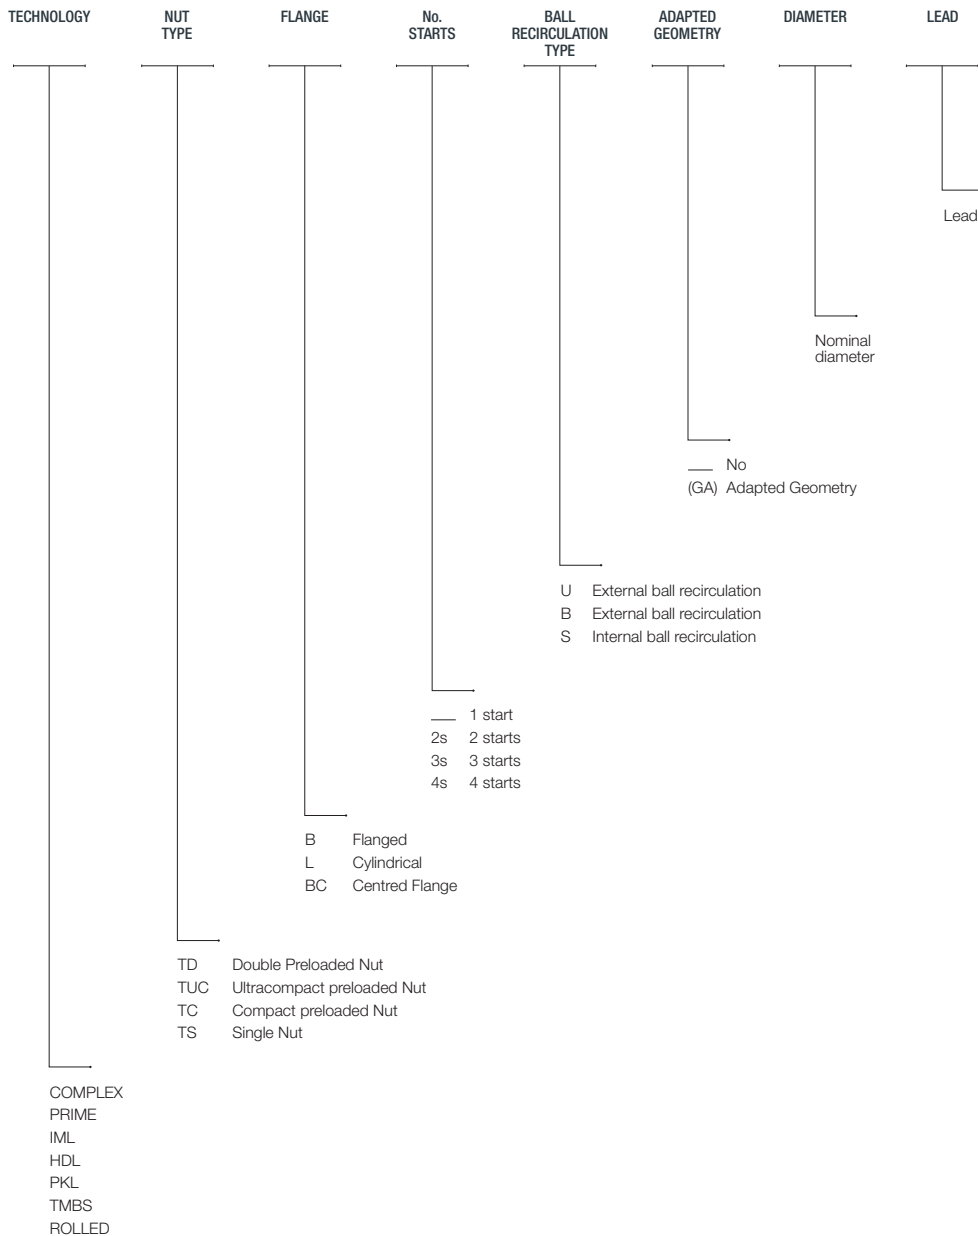 TECHNOLOGY
NUT
TYPE
FLANGE
No.
STARTS
BALL
RECIRCULATION
TYPE
ADAPTED
GEOMETRY
DIAMETER
LEAD
Lead
Nominal
diameter
___ No
(GA) Adapted Geometry
U External ball recirculation
B External ball recirculation
S Internal ball recirculation
___ 1 start
2s 2 starts
3s 3 starts
4s 4 starts
B Flanged
L Cylindrical
BC Centred Flange
TD Double Preloaded Nut
TUC Ultracompact preloaded Nut
TC Compact preloaded Nut
TS Single Nut
COMPLEX
PRIME
IML
HDL
PKL
TMBS
ROLLED